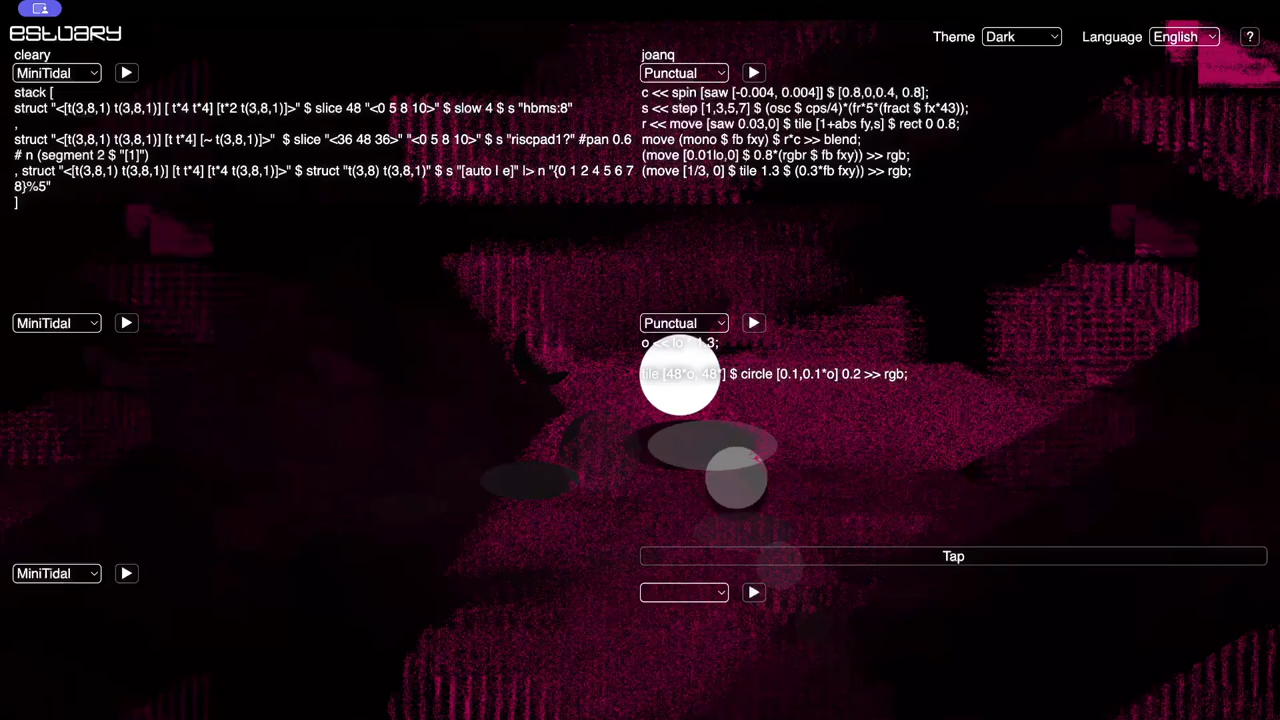 estuary
Theme Dark Language English ?
cleary
MiniTidal
stack [
struct "<[t(3,8,1) t(3,8,1)] [ t*4 t*4] [t*2 t(3,8,1)]>" $ slice 48 "<0 5 8 10>" $ slow 4 $ s "hbms:8"
,
struct "<[t(3,8,1) t(3,8,1)] [t t*4] [~ t(3,8,1)]>"  $ slice "<36 48 36>" "<0 5 8 10>" $ s "riscpad1?" #pan 0.6
# n (segment 2 $ "[1]")
, struct "<[t(3,8,1) t(3,8,1)] [t t*4] [t*4 t(3,8,1)]>" $ struct "t(3,8) t(3,8,1)" $ s "[auto l e]" |> n "{0 1 2 4 5 6 7
8}%5"
]
joanq
Punctual
c << spin [saw [-0.004, 0.004]] $ [0.8,0,0.4, 0.8];
s << step [1,3,5,7] $ (osc $ cps/4)*(fr*5*(fract $ fx*43));
r << move [saw 0.03,0] $ tile [1+abs fy,s] $ rect 0 0.8;
move (mono $ fb fxy) $ r*c >> blend;
(move [0.01lo,0] $ 0.8*(rgbr $ fb fxy)) >> rgb;
(move [1/3, 0] $ tile 1.3 $ (0.3*fb fxy)) >> rgb;
MiniTidal
Punctual
o << lo * 1.3;
[48*o, 48*] $ circle [0.1,0.1*o] 0.2 >> rgb;
Tap
MiniTidal